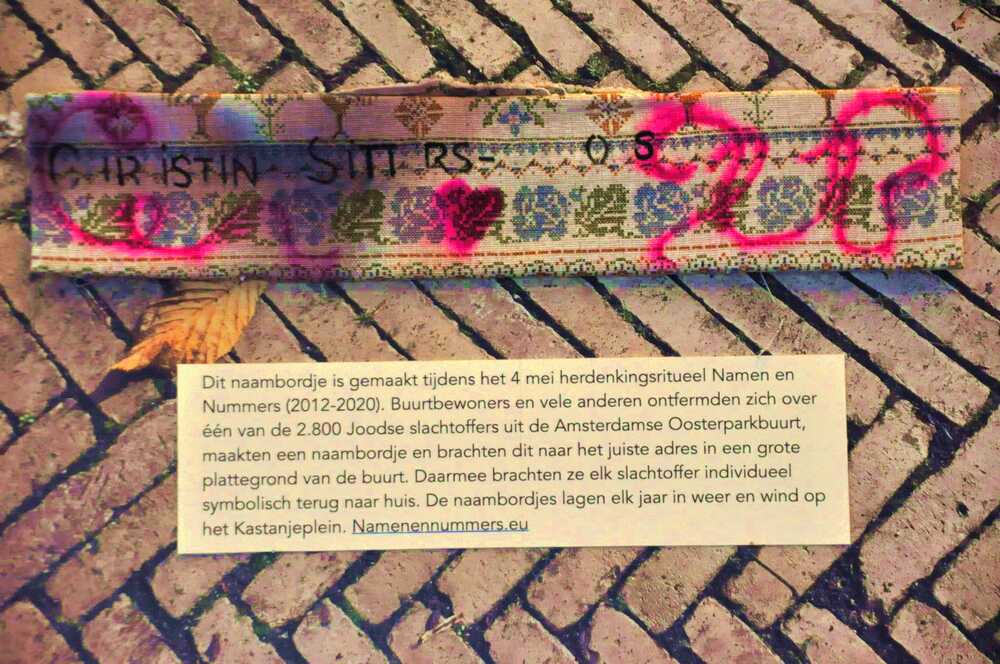 SITTERS-
Dit naambordje is gemaakt tijdens het 4 mei herdenkingsritueel Namen en
Nummers (2012-2020). Buurtbewoners en vele anderen ontfermden zich over
één van de 2.800 Joodse slachtoffers uit de Amsterdamse Oosterparkbuurt,
maakten een naambordje en brachten dit naar het juiste adres in een grote
plattegrond van de buurt. Daarmee brachten ze elk slachtoffer individueel
symbolisch terug naar huis. De naambordjes lagen elk jaar in weer en wind op
het Kastanjeplein. Namenennummers.eu